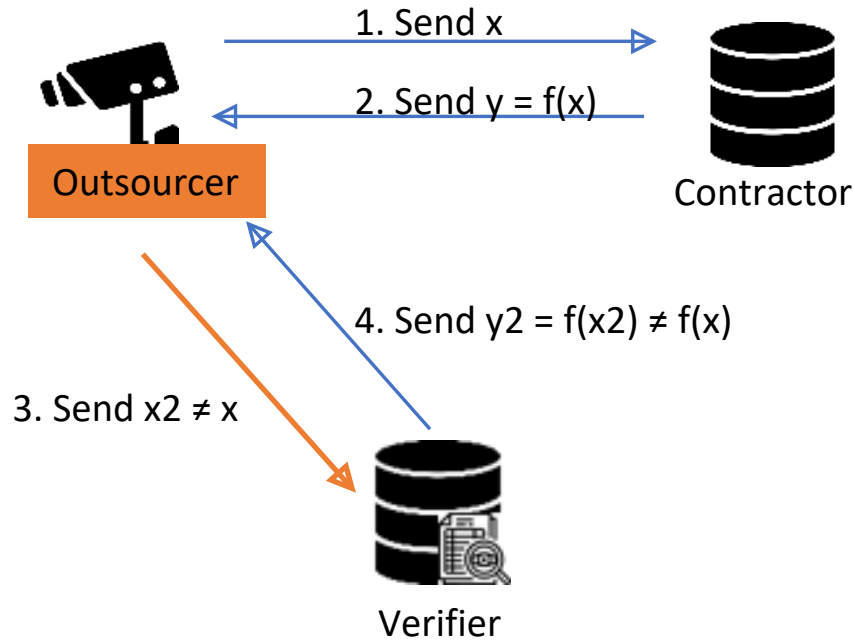 1. Send x
2. Send y = f(x)
Outsourcer
Contractor
4. Send y2 = f(x2) ≠ f(x)
3. Send x2 ≠ x
Verifier